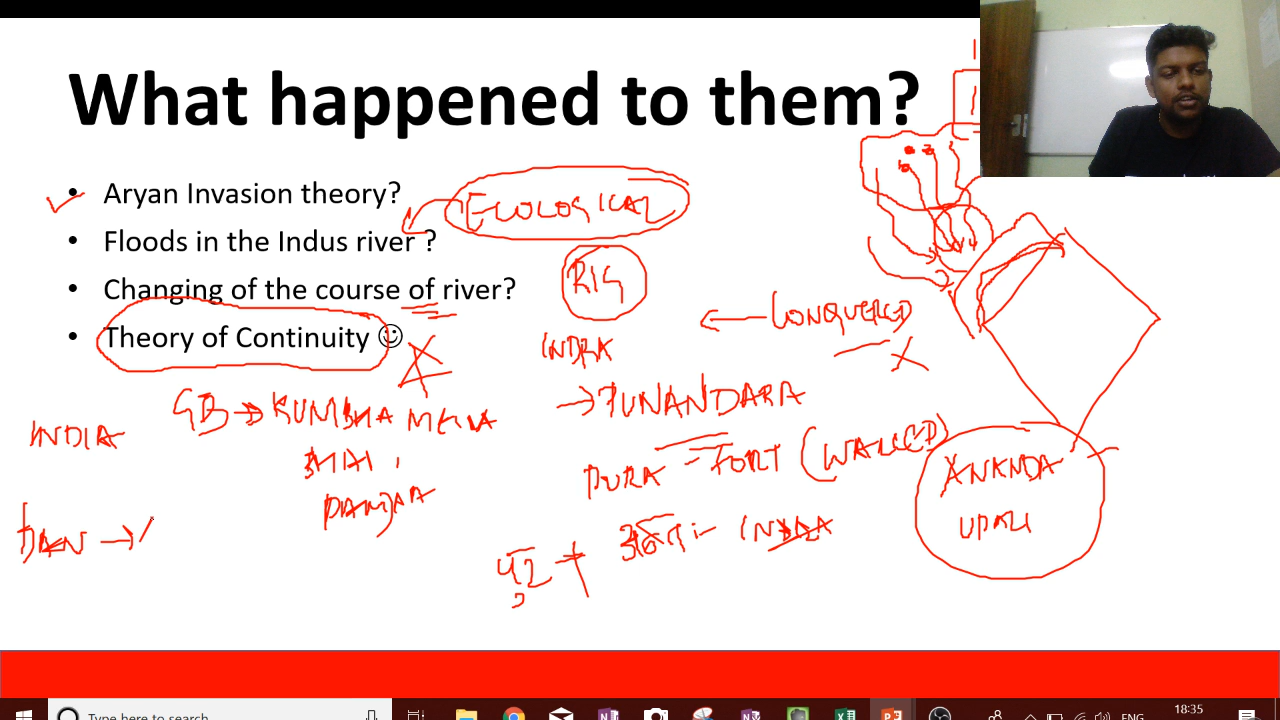 What happened to them?
• Aryan Invasion theory?
ECOLOGICAL
• Floods in the Indus river ?
• Changing of the course of river?
RIG
CONQUERED
• Theory of Continuity ☺
INDRA
GB → KUMBHA MELA
→ PUNANDARA
INDIA
PURA = FORT (WALLED)
ANANDA
UPALI
Type here to search
ENG
18:35